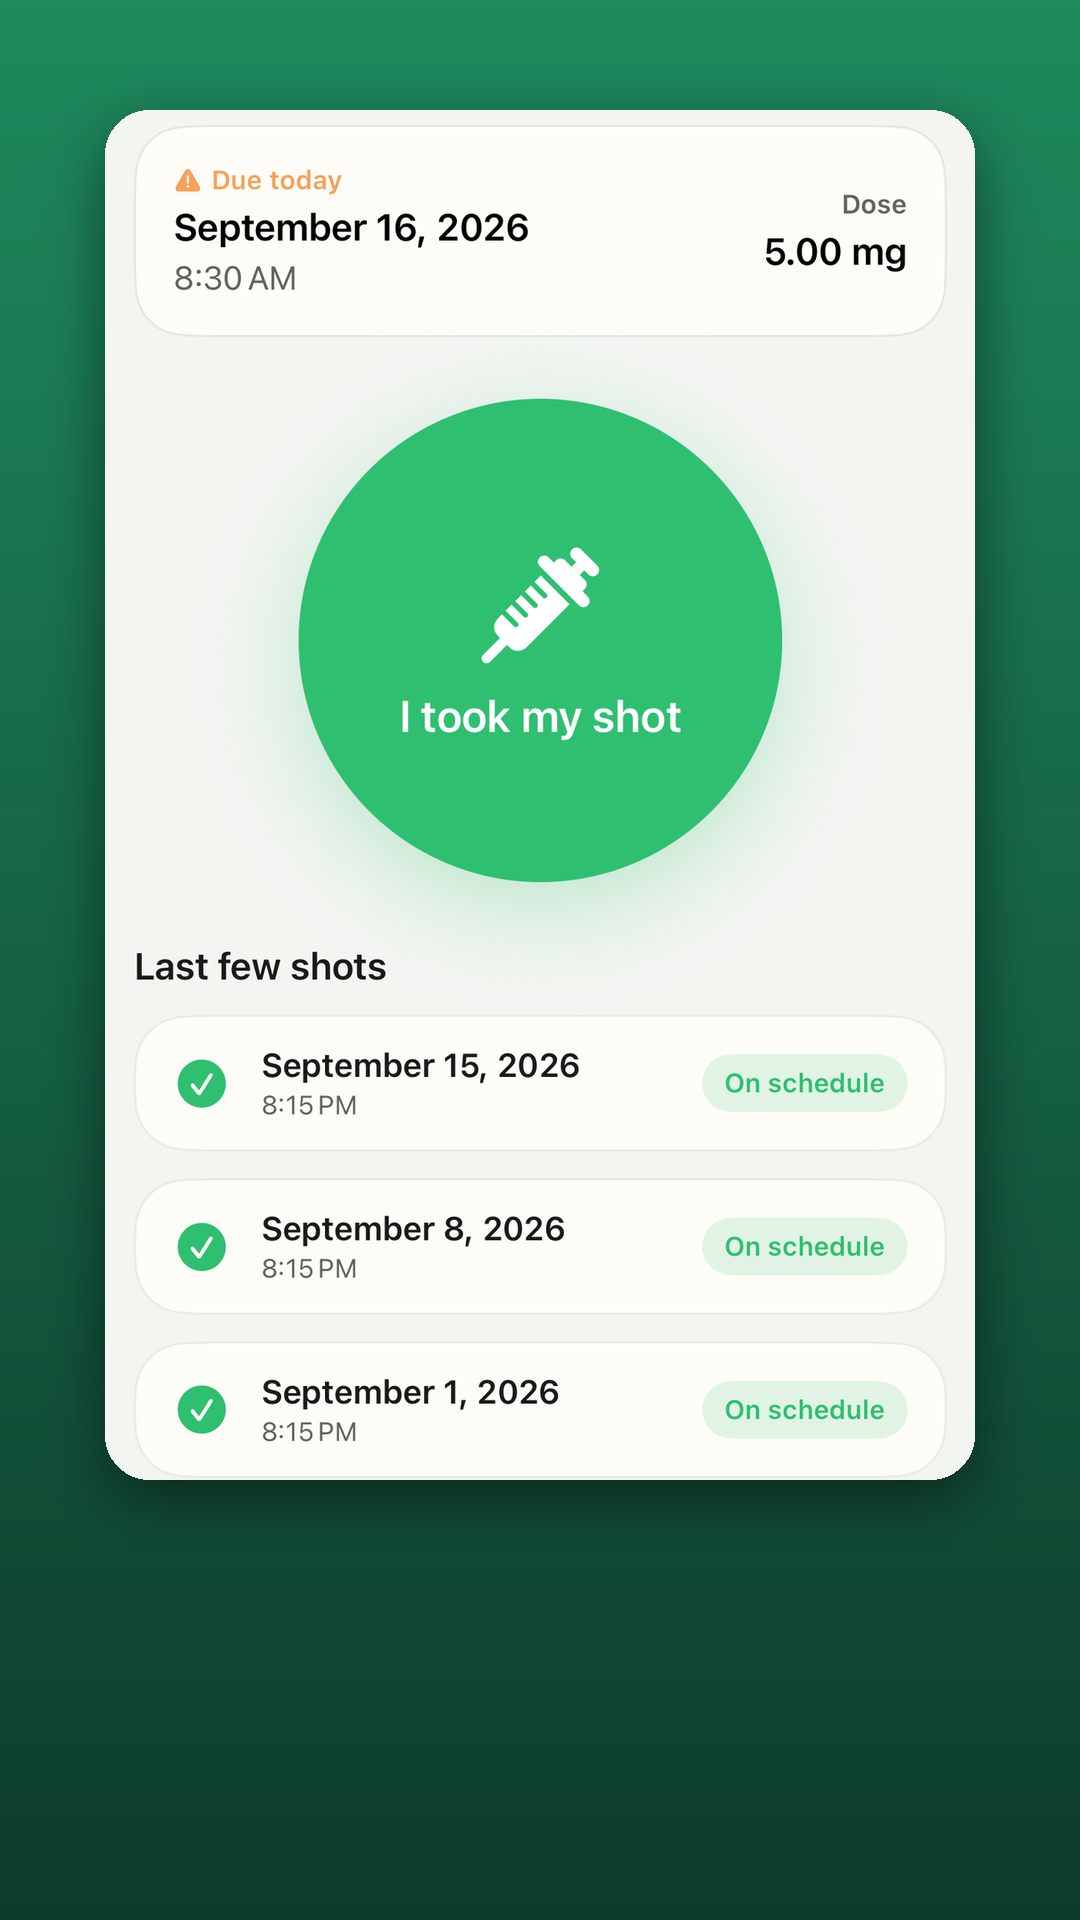 Due today
September 16, 2026
8:30 AM
Dose
5.00 mg
I took my shot
Last few shots
September 15, 2026
8:15 PM
On schedule
September 8, 2026
8:15 PM
On schedule
September 1, 2026
8:15 PM
On schedule